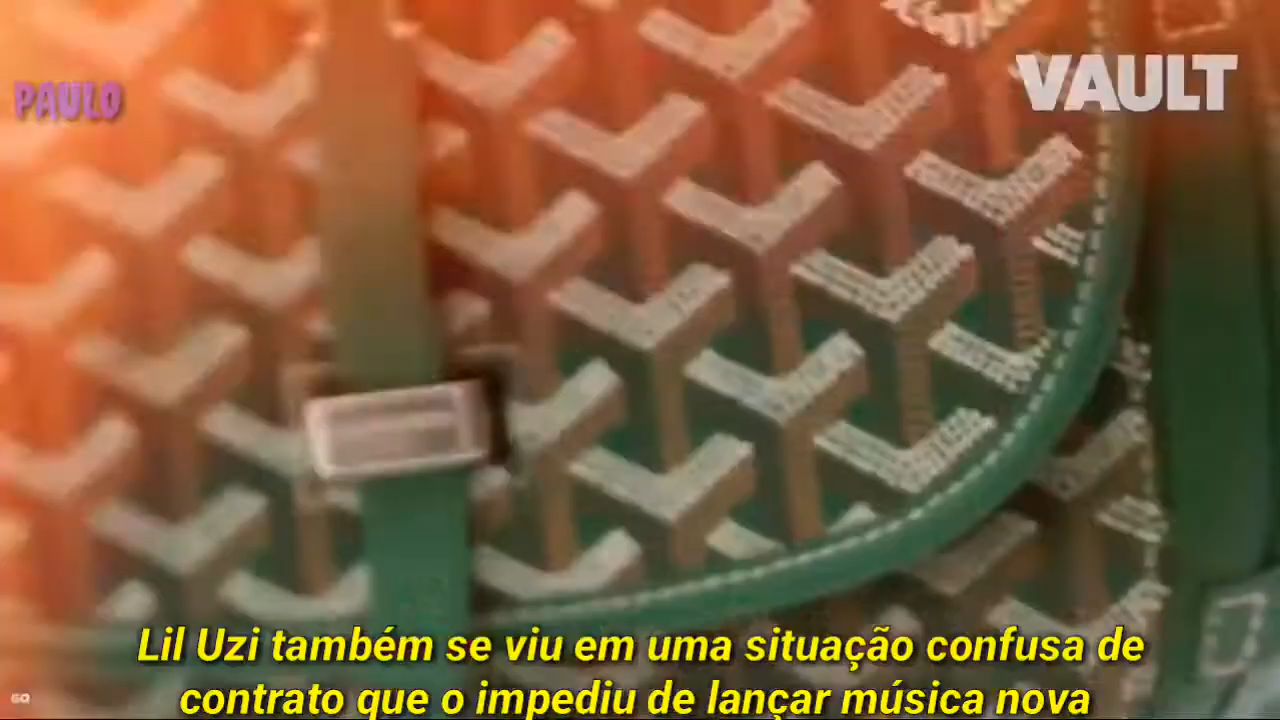 VAULT
PAULO
Lil Uzi também se viu em uma situação confusa de
contrato que o impediu de lançar música nova
GQ